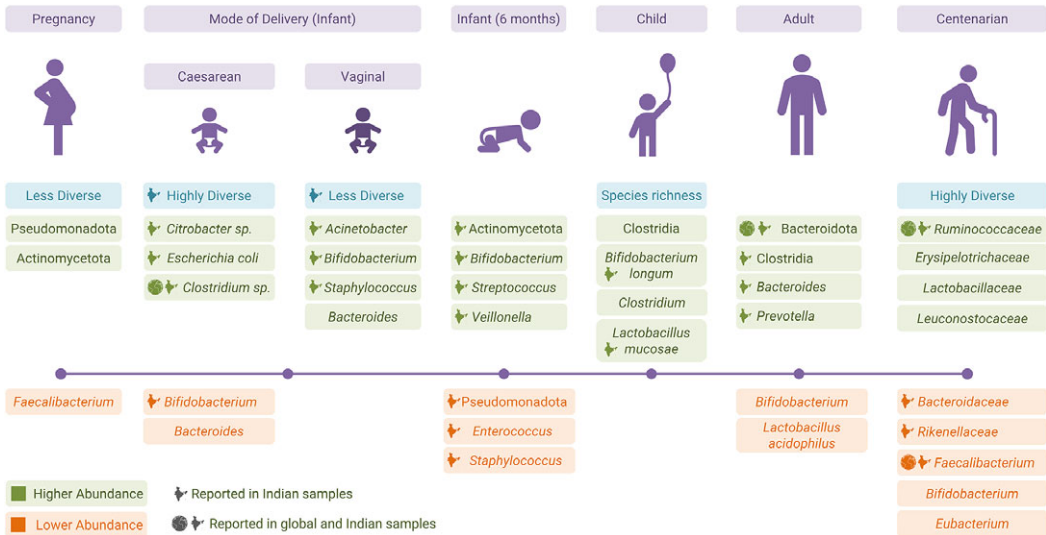 Pregnancy
Mode of Delivery (Infant)
Infant (6 months)
Child
Adult
Centenarian
Caesarean
Vaginal
Less Diverse
Highly Diverse
Less Diverse
Species richness
Highly Diverse
Pseudomonadota
Actinomycetota
Citrobacter sp.
Escherichia coli
Clostridium sp.
Acinetobacter
Bifidobacterium
Staphylococcus
Bacteroides
Actinomycetota
Bifidobacterium
Streptococcus
Veillonella
Clostridia
Bifidobacterium
longum
Clostridium
Lactobacillus
mucosae
Bacteroidota
Clostridia
Bacteroides
Prevotella
Ruminococcaceae
Erysipelotrichaceae
Lactobacillaceae
Leuconostocaceae
Faecalibacterium
Bifidobacterium
Bacteroides
Pseudomonadota
Enterococcus
Staphylococcus
Bifidobacterium
Lactobacillus
acidophilus
Bacteroidaceae
Rikenellaceae
Faecalibacterium
Bifidobacterium
Eubacterium
Higher Abundance
Reported in Indian samples
Lower Abundance
Reported in global and Indian samples